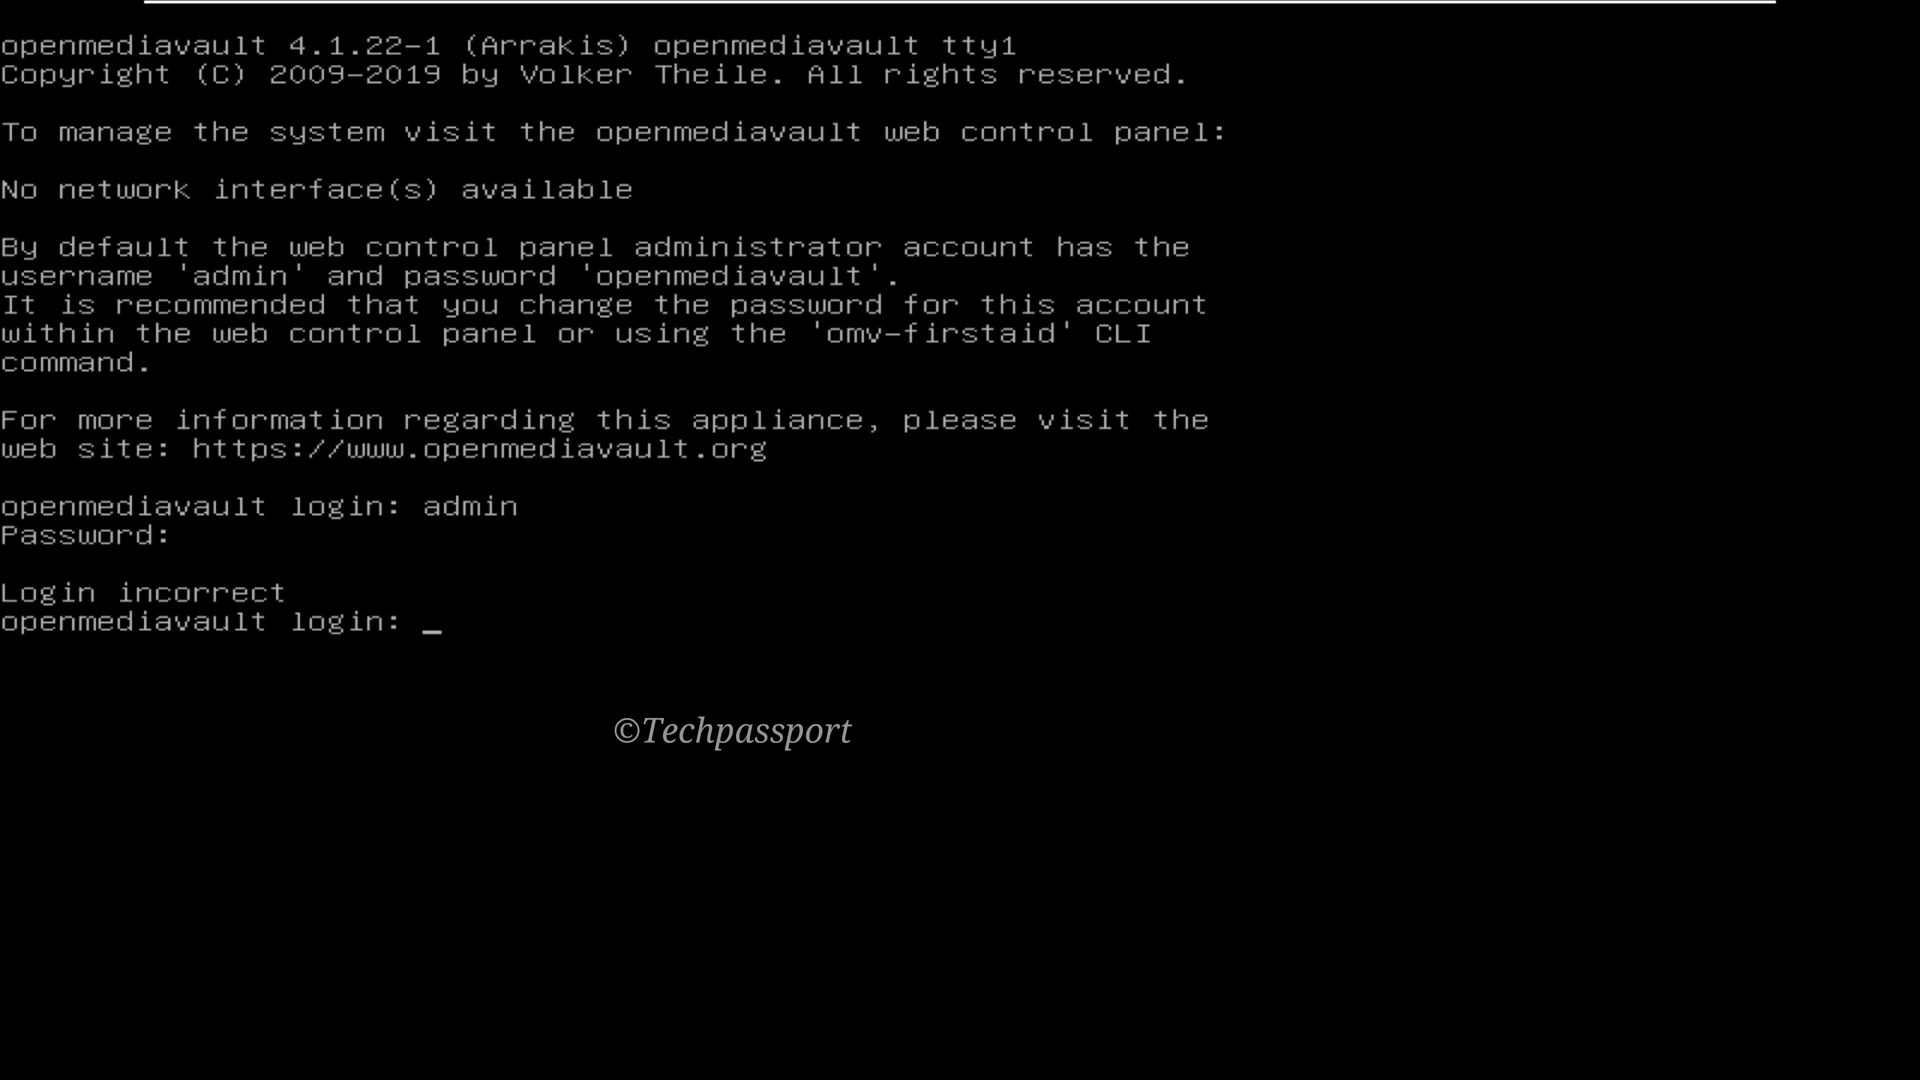 openmediavault 4.1.22-1 (Arrakis) openmediavault tty1
Copyright (C) 2009-2019 by Volker Theile. All rights reserved.
To manage the system visit the openmediavault web control panel:
No network interface(s) available
By default the web control panel administrator account has the
username 'admin' and password 'openmediavault'.
It is recommended that you change the password for this account
within the web control panel or using the 'omv-firstaid' CLI
command.
For more information regarding this appliance, please visit the
web site: https://www.openmediavault.org
openmediavault login: admin
Password:
Login incorrect
openmediavault login: _
©Techpassport